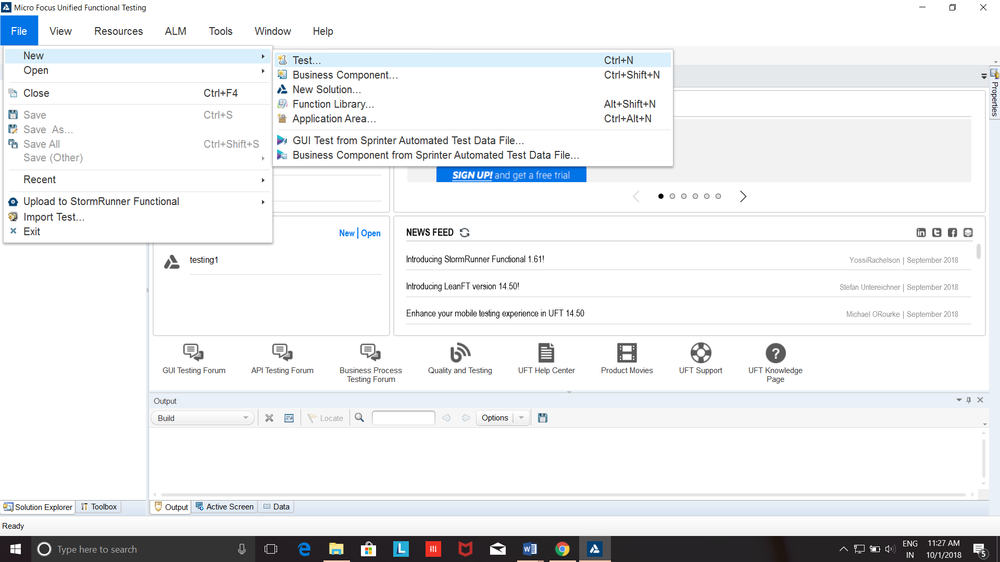 Micro Focus Unified Functional Testing
File View Resources ALM Tools Window Help
New
Open
Close Ctrl+F4
Save Ctrl+S
Save As...
Save All Ctrl+Shift+S
Save (Other)
Recent
Upload to StormRunner Functional
Import Test...
Exit
Test... Ctrl+N
Business Component... Ctrl+Shift+N
New Solution...
Function Library... Alt+Shift+N
Application Area... Ctrl+Alt+N
GUI Test from Sprinter Automated Test Data File...
Business Component from Sprinter Automated Test Data File...
Properties
SIGN UP! and get a free trial
New | Open
testing1
NEWS FEED
Introducing StormRunner Functional 1.61! YossiRachelson | September 2018
Introducing LeanFT version 14.50! Stefan Untereichner | September 2018
Enhance your mobile testing experience in UFT 14.50 Michael ORourke | September 2018
GUI Testing Forum
API Testing Forum
Business Process
Testing Forum
Quality and Testing
UFT Help Center
Product Movies
UFT Support
UFT Knowledge
Page
Output
Build Locate Options
Solution Explorer Toolbox Output Active Screen Data
Ready
Type here to search
ENG
IN
11:27 AM
10/1/2018
5